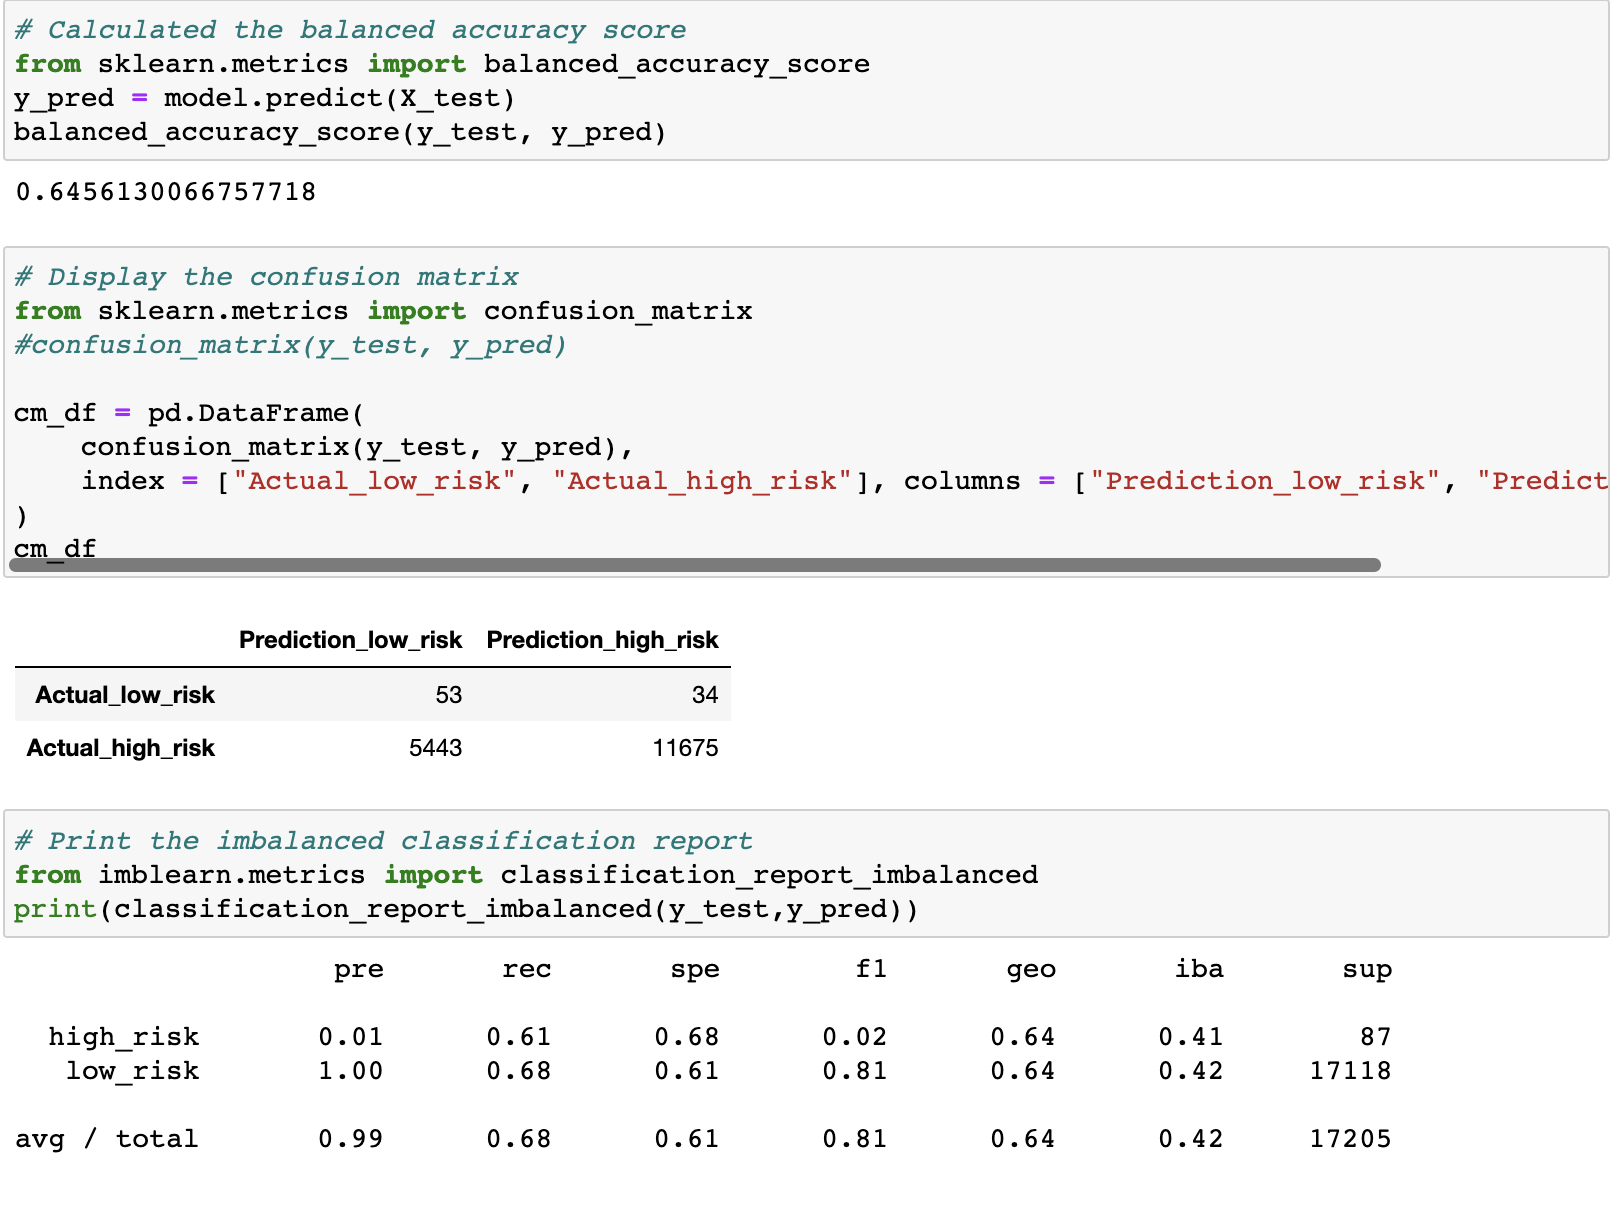 # Calculated the balanced accuracy score
from sklearn.metrics import balanced_accuracy_score
y_pred = model.predict(X_test)
balanced_accuracy_score(y_test, y_pred)
0.6456130066757718
# Display the confusion matrix
from sklearn.metrics import confusion_matrix
#confusion_matrix(y_test, y_pred)
cm_df = pd.DataFrame(
    confusion_matrix(y_test, y_pred),
    index = ["Actual_low_risk", "Actual_high_risk"], columns = ["Prediction_low_risk", "Predict
)
cm_df
Prediction_low_risk Prediction_high_risk
Actual_low_risk 53 34
Actual_high_risk 5443 11675
# Print the imbalanced classification report
from imblearn.metrics import classification_report_imbalanced
print(classification_report_imbalanced(y_test,y_pred))
pre rec spe f1 geo iba sup
high_risk 0.01 0.61 0.68 0.02 0.64 0.41 87
low_risk 1.00 0.68 0.61 0.81 0.64 0.42 17118
avg / total 0.99 0.68 0.61 0.81 0.64 0.42 17205